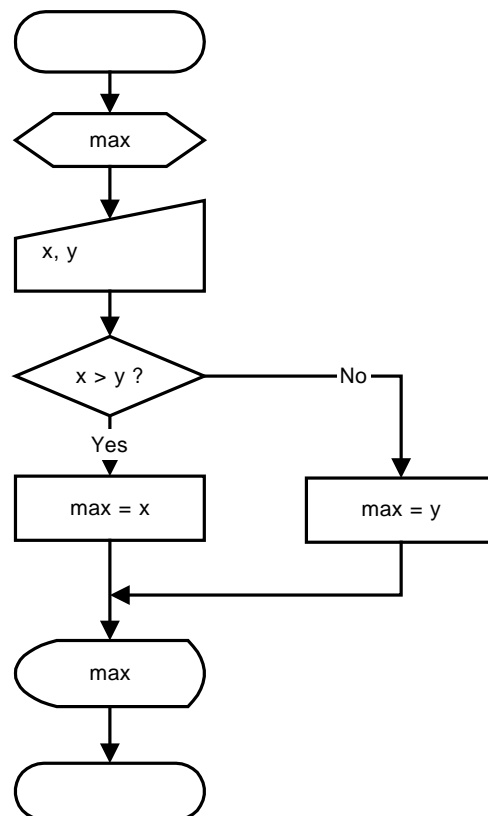 max
x, y
x > y ?
No
Yes
max = x
max = y
max